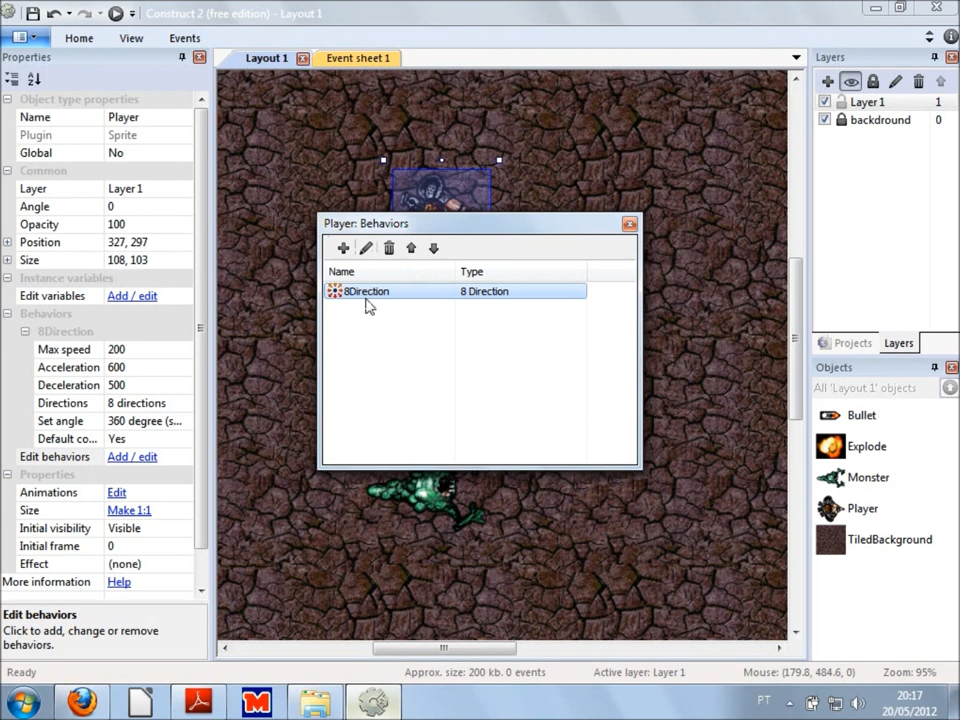 Construct 2 (free edition) - Layout 1
Home View Events
Properties
Layout 1 Event sheet 1
Layers
Object type properties
Name Player
Plugin Sprite
Global No
Common
Layer Layer 1
Angle 0
Opacity 100
Position 327, 297
Size 108, 103
Instance variables
Edit variables Add / edit
Behaviors
8Direction
Max speed 200
Acceleration 600
Deceleration 500
Directions 8 directions
Set angle 360 degree (s...
Default co... Yes
Edit behaviors Add / edit
Properties
Animations Edit
Size Make 1:1
Initial visibility Visible
Initial frame 0
Effect (none)
More information Help
Edit behaviors
Click to add, change or remove
behaviors.
Player: Behaviors
Name Type
8Direction 8 Direction
Layer 1 1
backdround 0
Projects Layers
Objects
All 'Layout 1' objects
Bullet
Explode
Monster
Player
TiledBackground
Ready
Approx. size: 200 kb. 0 events
Active layer: Layer 1
Mouse: (179.8, 484.6, 0)
Zoom: 95%
PT
20:17
20/05/2012